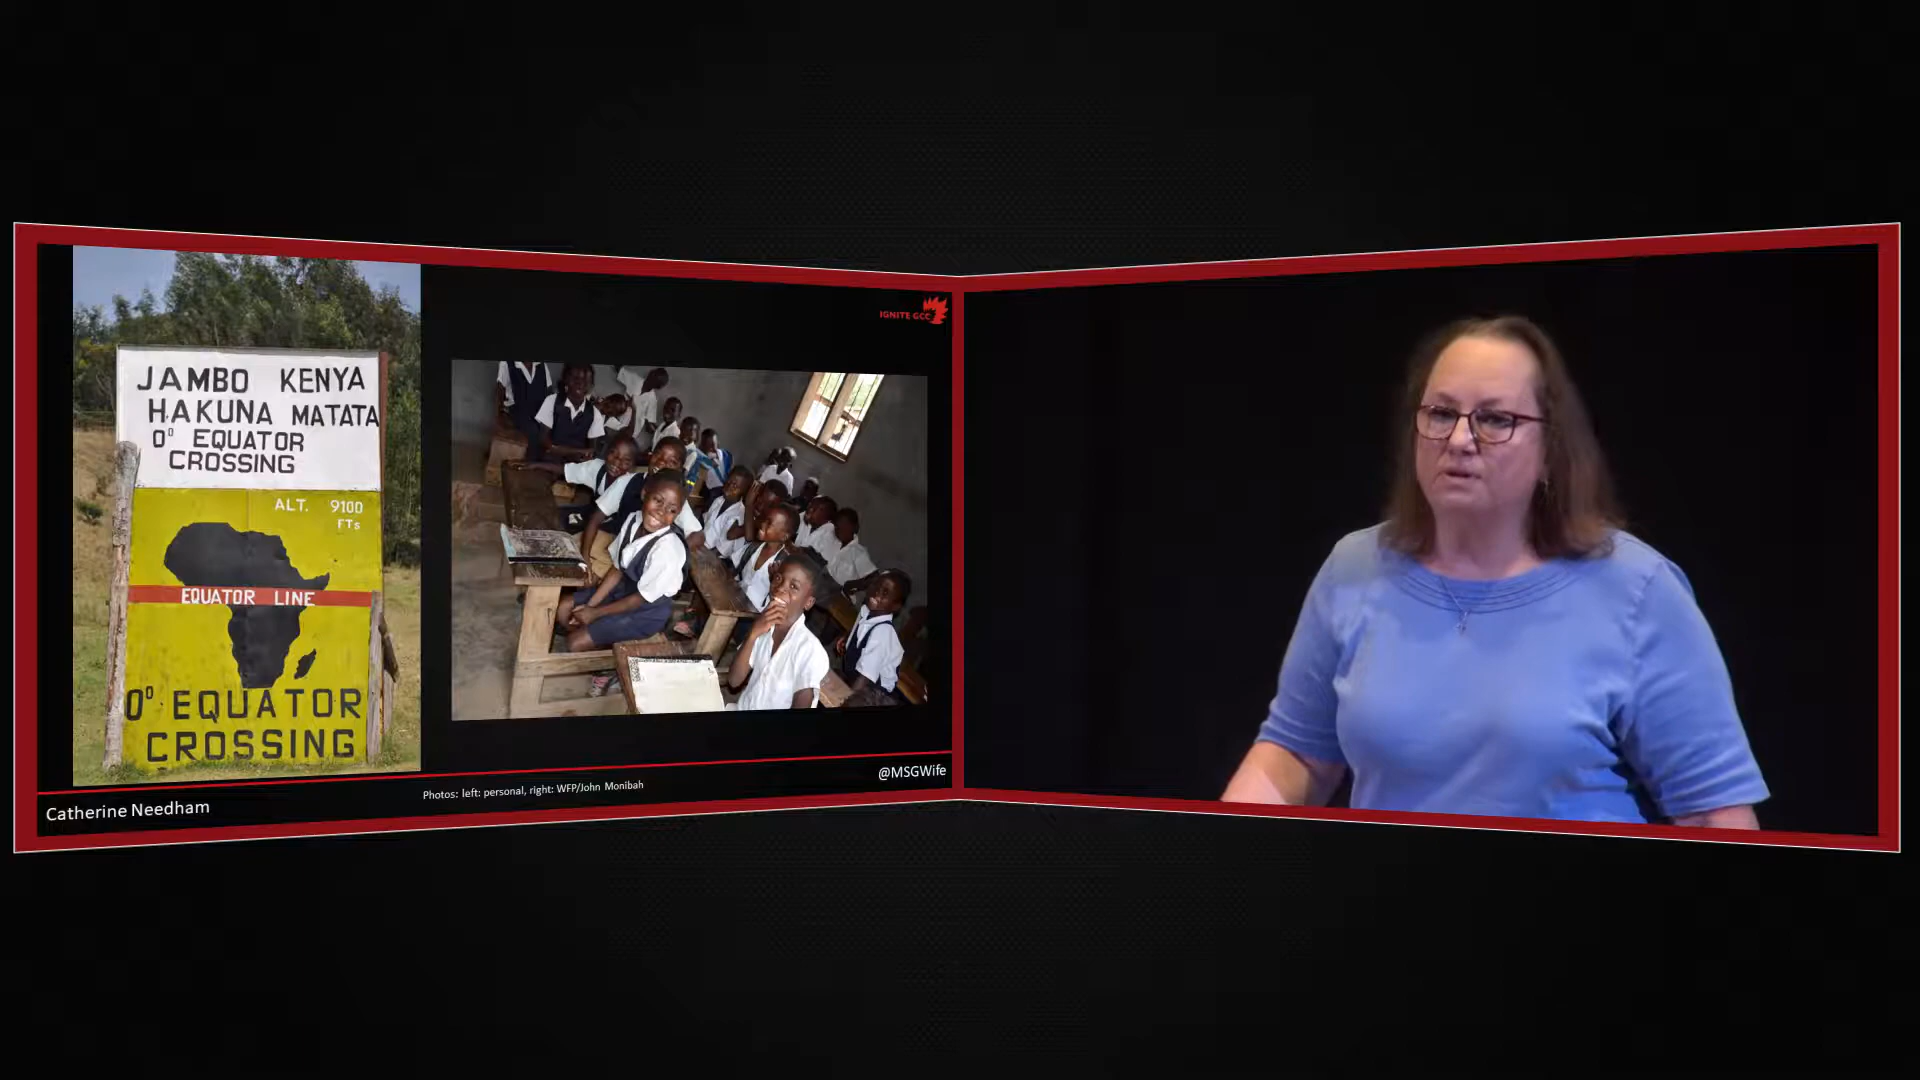 JAMBO KENYA
HAKUNA MATATA
0° EQUATOR
CROSSING
ALT. 9100
FTs
EQUATOR LINE
0° EQUATOR
CROSSING
IGNITE GCC
Catherine Needham
Photos: left: personal, right: WFP/John Monibah
@MSGWife